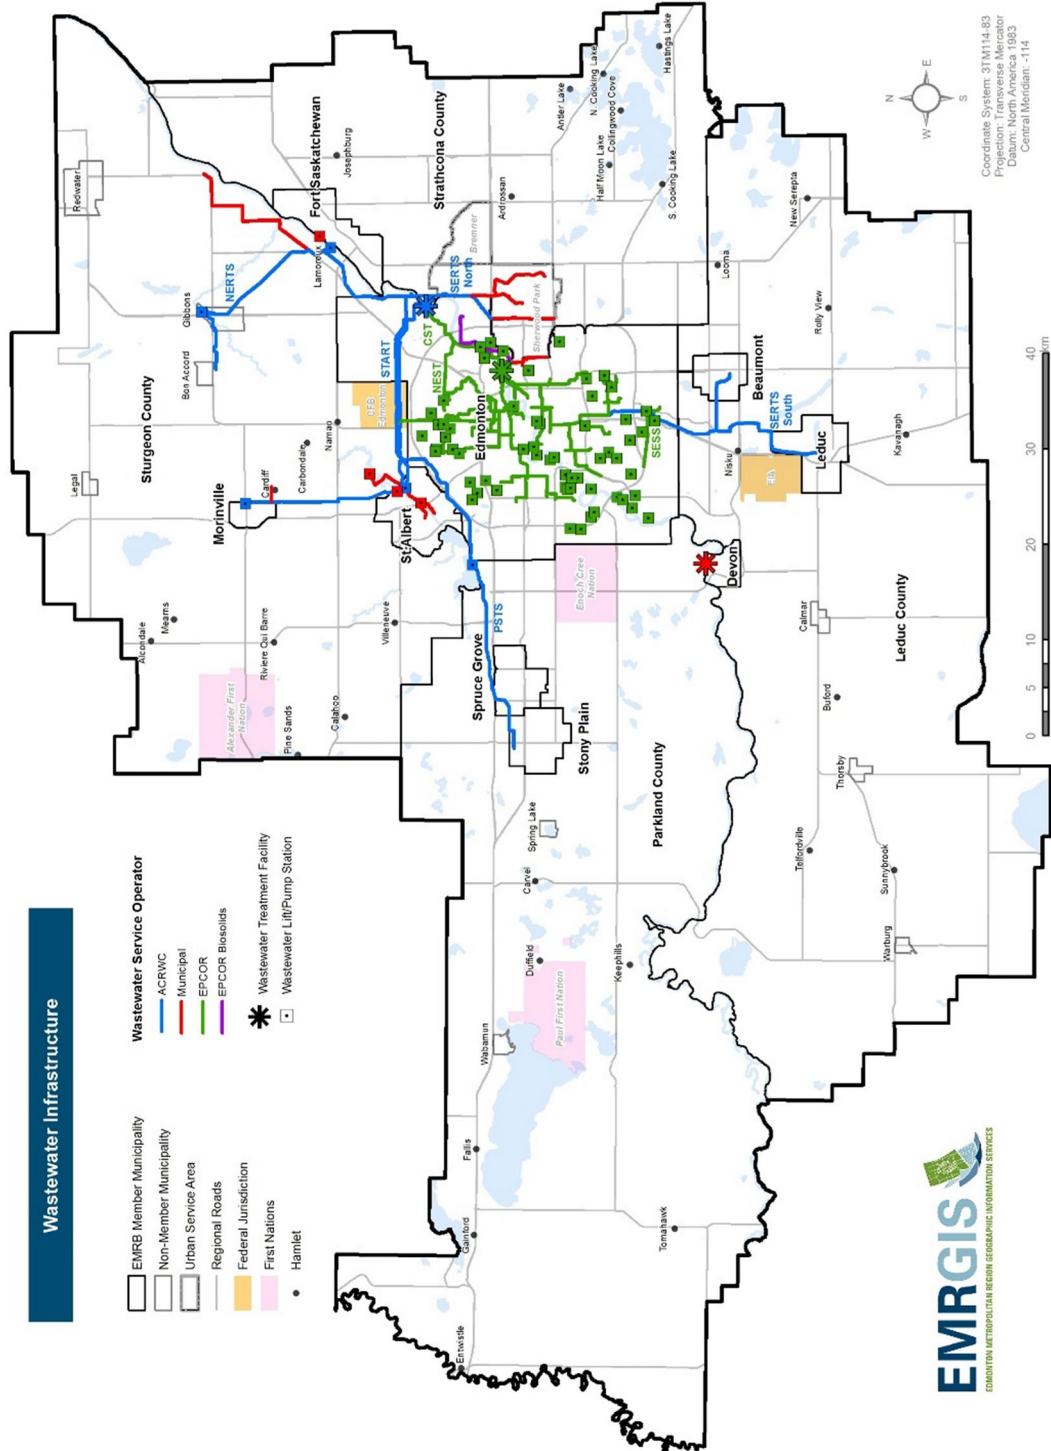 Wastewater Infrastructure
EMRB Member Municipality
Non-Member Municipality
Urban Service Area
Regional Roads
Federal Jurisdiction
First Nations
Hamlet
Wastewater Service Operator
ACRWC
Municipal
EPCOR
EPCOR Biosolids
Wastewater Treatment Facility
Wastewater Lift/Pump Station
Redwater
Legal
Sturgeon County
Bon Accord
Gibbons
NERTS
Lamoreux
Fort Saskatchewan
Josephburg
Alcondale
Mearns
Morinville
Cardiff
Carbondale
Namao
Alexander First
Nation
Riviere Qui Barre
Pine Sands
Calahoo
Villeneuve
St Albert
START
CFB
Edmonton
Strathcona County
Bremner
SERTS
North
CST
NEST
Edmonton
Sherwood Park
Ardrossan
Antler Lake
N. Cooking Lake
Half Moon Lake
Collingwood Cove
Hastings Lake
S. Cooking Lake
PSTS
Spruce Grove
Stony Plain
Enoch Cree
Nation
SESS
Entwistle
Gainford
Fallis
Wabamun
Duffield
Paul First Nation
Carvel
Spring Lake
Keephills
Tomahawk
Parkland County
Devon
Nisku
EIA
Leduc
SERTS
South
Beaumont
Looma
New Serepta
Rolly View
Kavanagh
Calmar
Buford
Leduc County
Thorsby
Telfordville
Sunnybrook
Warburg
N
W
E
S
Coordinate System: 3TM114-83
Projection: Transverse Mercator
Datum: North America 1983
Central Meridian: -114
0 5 10 20 30 40
km
EMRGIS
EDMONTON METROPOLITAN REGION GEOGRAPHIC INFORMATION SERVICES